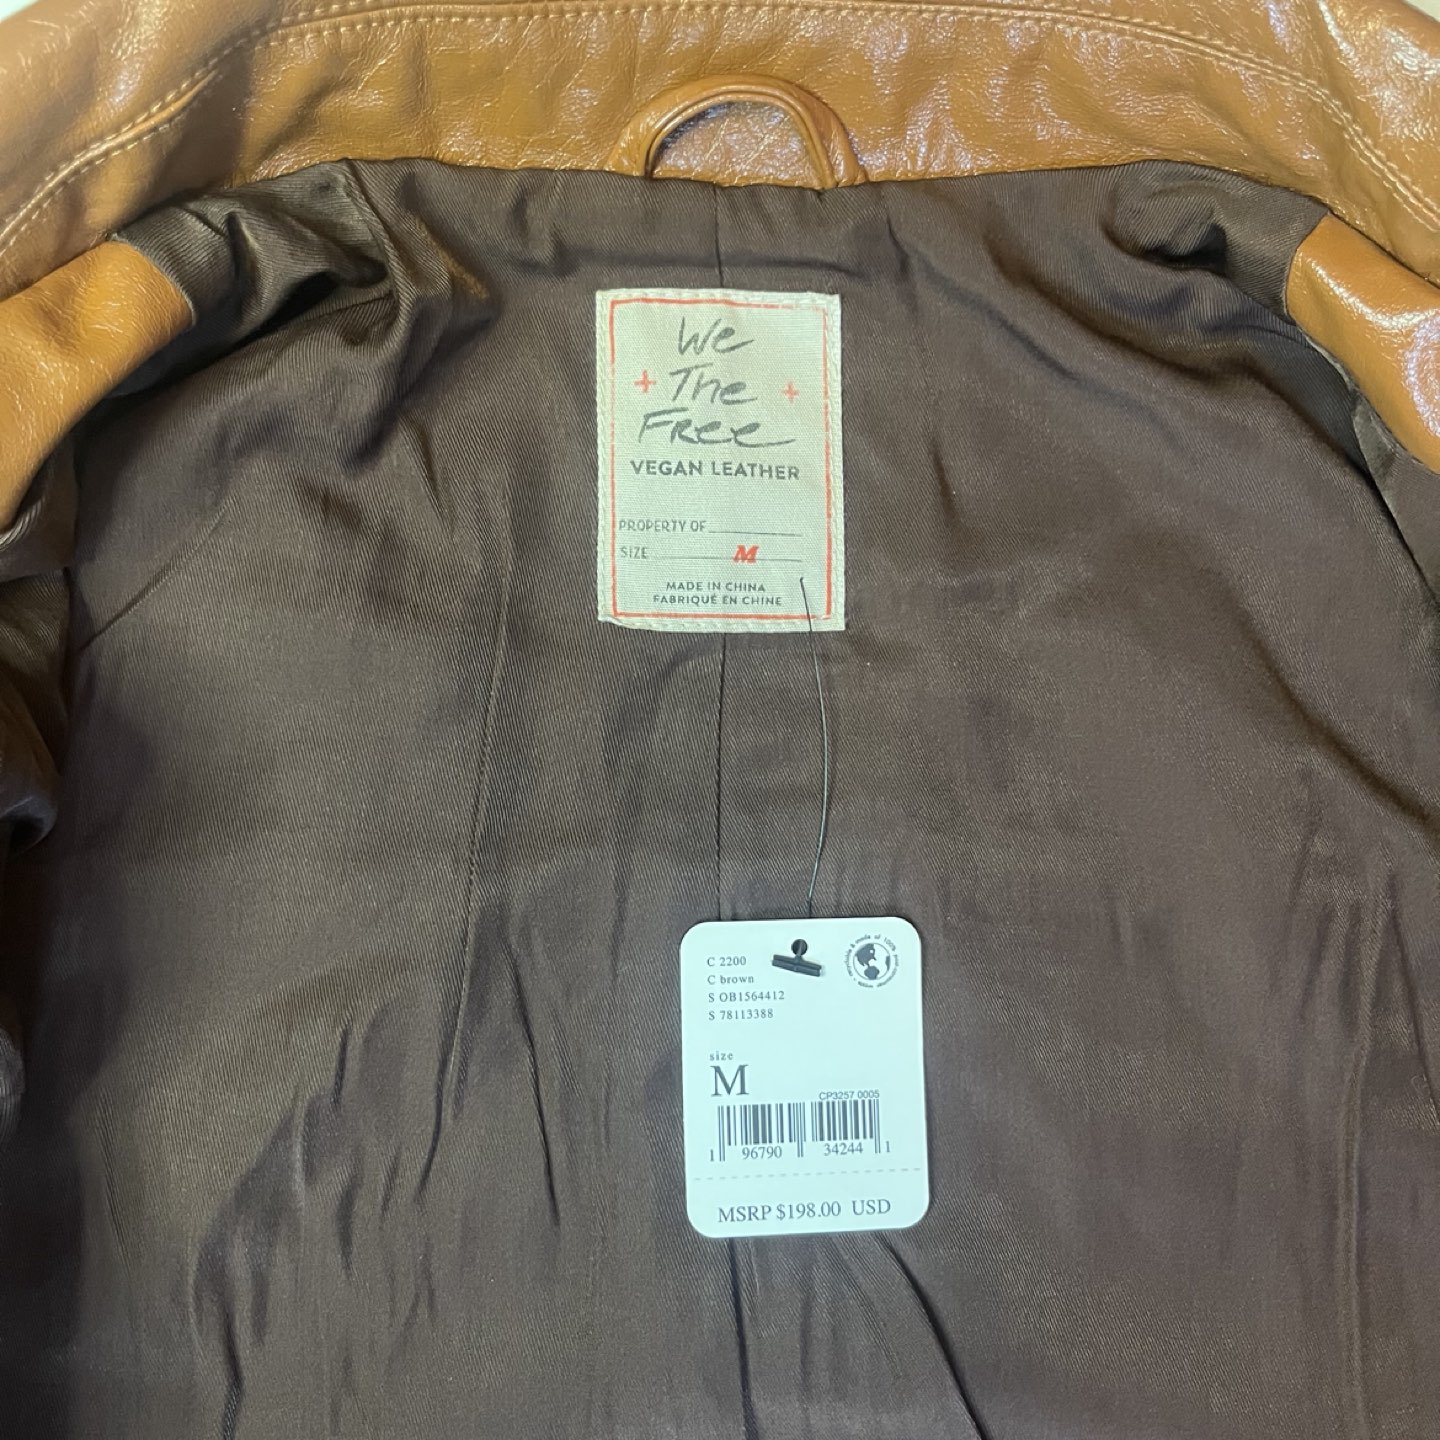 We
+ The +
Free
VEGAN LEATHER
PROPERTY OF
SIZE M
MADE IN CHINA
FABRIQUÉ EN CHINE
C 2200
C brown
S OB1564412
S 78113388
size
M
CP3257 0005
1 96790 34244 1
MSRP $198.00 USD